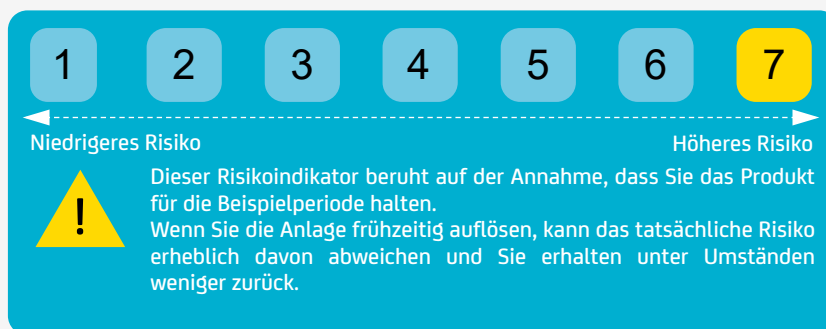 1 2 3 4 5 6 7
Niedrigeres Risiko Höheres Risiko
!
Dieser Risikoindikator beruht auf der Annahme, dass Sie das Produkt
für die Beispielperiode halten.
Wenn Sie die Anlage frühzeitig auflösen, kann das tatsächliche Risiko
erheblich davon abweichen und Sie erhalten unter Umständen
weniger zurück.